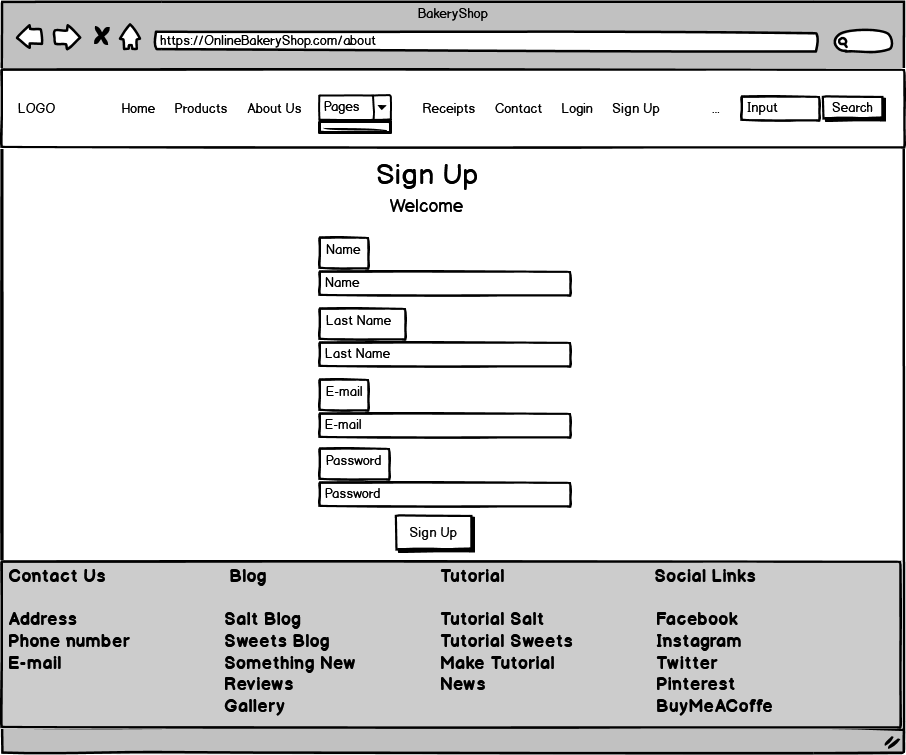 BakeryShop
https://OnlineBakeryShop.com/about
LOGO Home Products About Us Pages Receipts Contact Login Sign Up ... Input Search
Sign Up
Welcome
Name
Name
Last Name
Last Name
E-mail
E-mail
Password
Password
Sign Up
Contact Us Blog Tutorial Social Links
Address Salt Blog Tutorial Salt Facebook
Phone number Sweets Blog Tutorial Sweets Instagram
E-mail Something New Make Tutorial Twitter
Reviews News Pinterest
Gallery BuyMeACoffe